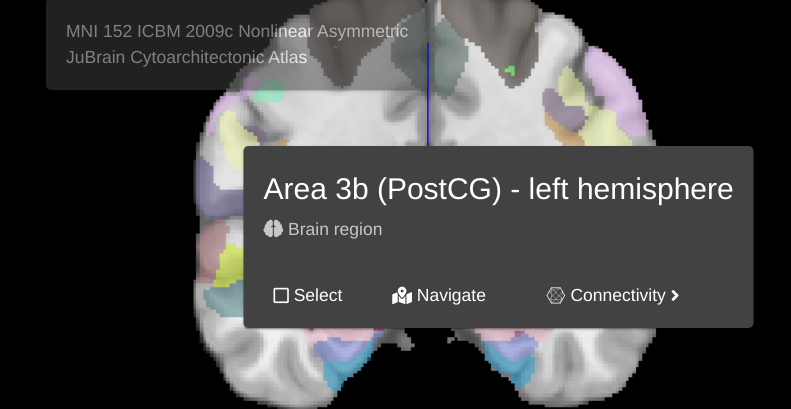 MNI 152 ICBM 2009c Nonlinear Asymmetric
JuBrain Cytoarchitectonic Atlas
Area 3b (PostCG) - left hemisphere
Brain region
Select Navigate Connectivity